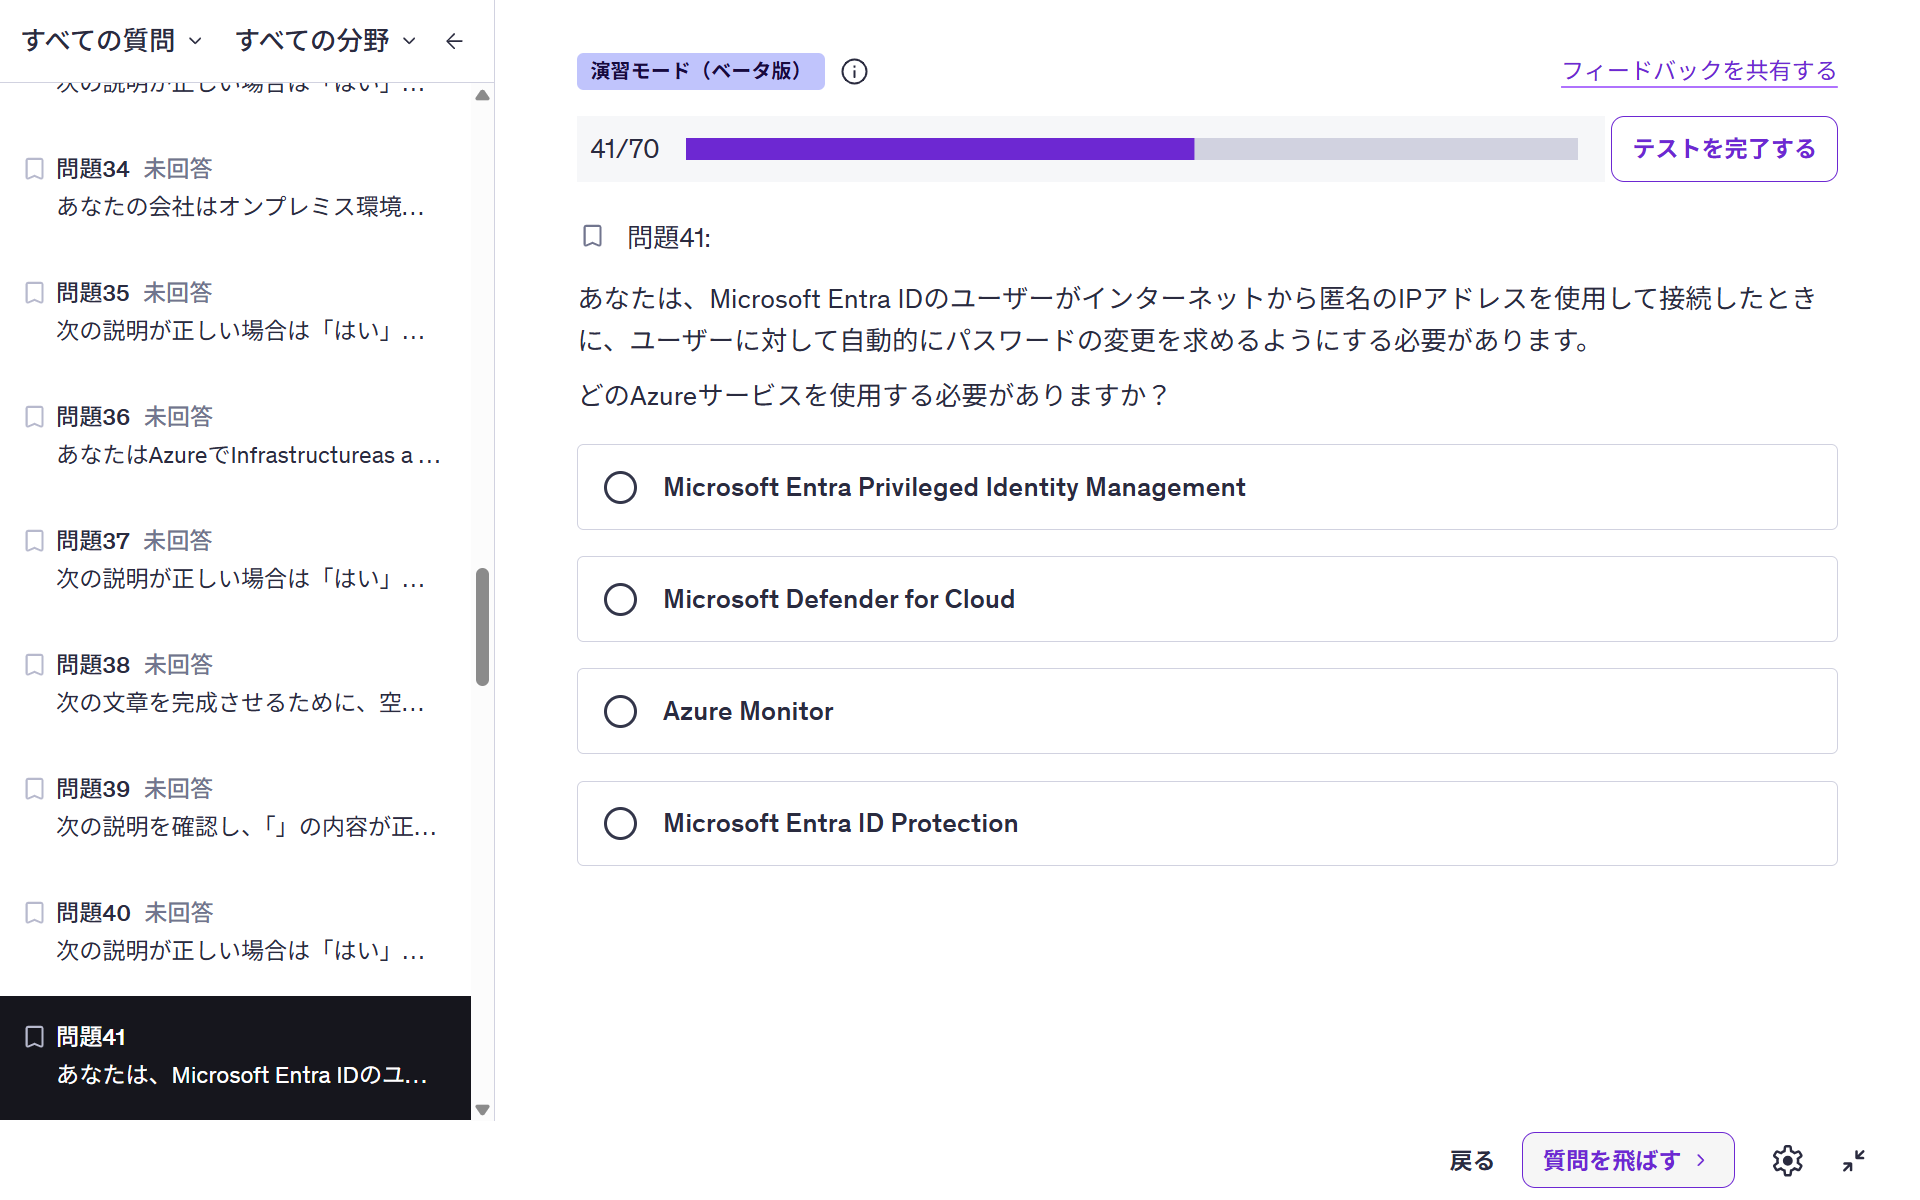 すべての質問
すべての分野
次の説明が正しい場合は「はい」...
問題34 未回答
あなたの会社はオンプレミス環境...
問題35 未回答
次の説明が正しい場合は「はい」...
問題36 未回答
あなたはAzureでInfrastructureas a ...
問題37 未回答
次の説明が正しい場合は「はい」...
問題38 未回答
次の文章を完成させるために、空...
問題39 未回答
次の説明を確認し、「」の内容が正...
問題40 未回答
次の説明が正しい場合は「はい」...
問題41
あなたは、Microsoft Entra IDのユ...
演習モード（ベータ版）
フィードバックを共有する
41/70
テストを完了する
問題41:
あなたは、Microsoft Entra IDのユーザーがインターネットから匿名のIPアドレスを使用して接続したとき
に、ユーザーに対して自動的にパスワードの変更を求めるようにする必要があります。
どのAzureサービスを使用する必要がありますか？
Microsoft Entra Privileged Identity Management
Microsoft Defender for Cloud
Azure Monitor
Microsoft Entra ID Protection
戻る
質問を飛ばす